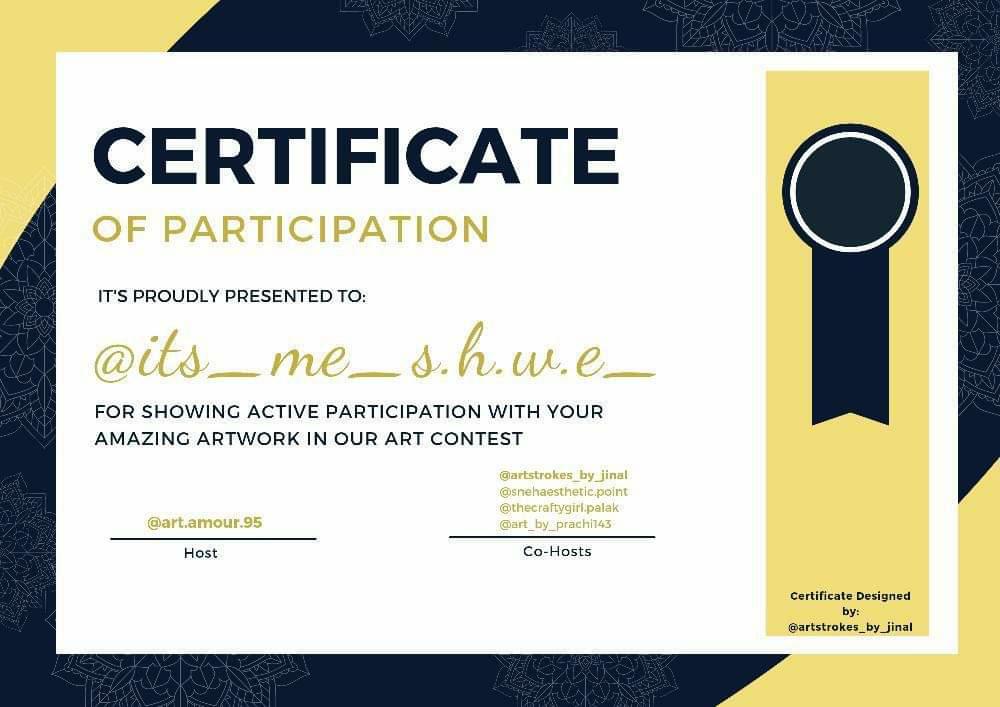 CERTIFICATE
OF PARTICIPATION
IT'S PROUDLY PRESENTED TO:
@its_me_s.h.w.e_
FOR SHOWING ACTIVE PARTICIPATION WITH YOUR
AMAZING ARTWORK IN OUR ART CONTEST
@art.amour.95
Host
@artstrokes_by_jinal
@snehaesthetic.point
@thecraftygirl.palak
@art_by_prachi143
Co-Hosts
Certificate Designed
by:
@artstrokes_by_jinal